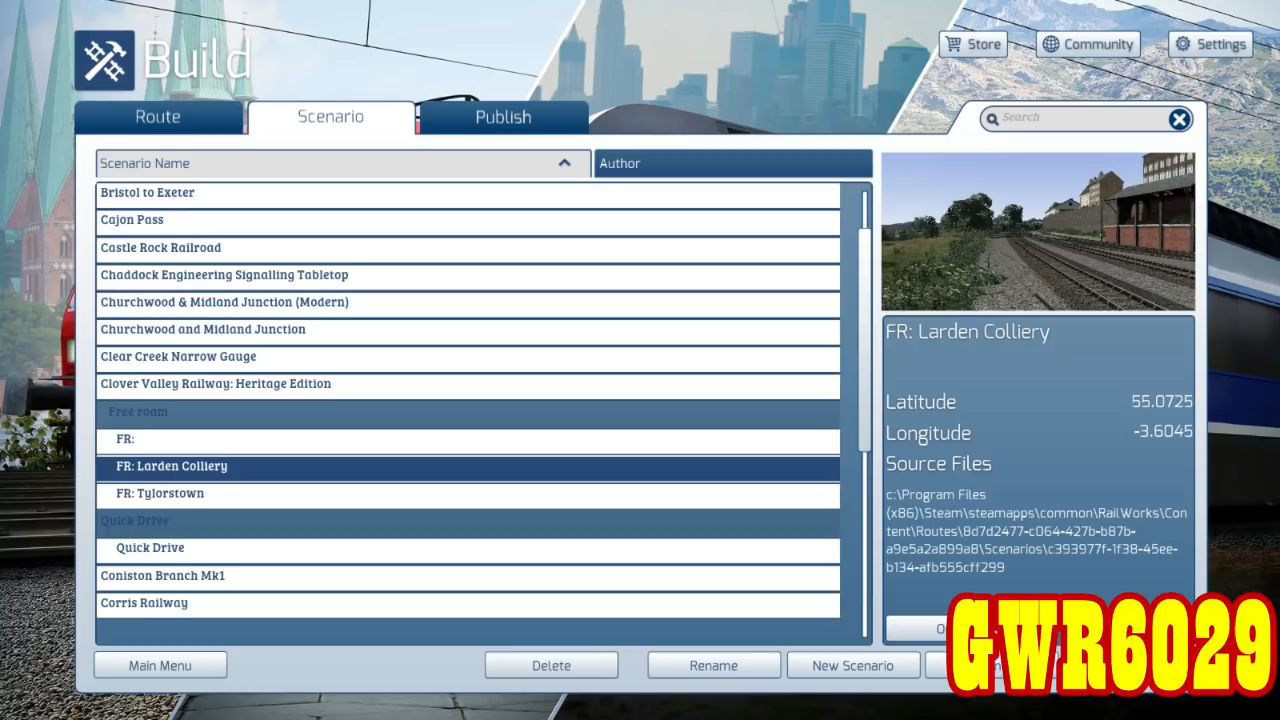 Build
Store
Community
Settings
Route
Scenario
Publish
Search
Scenario Name
Author
Bristol to Exeter
Cajon Pass
Castle Rock Railroad
Chaddock Engineering Signalling Tabletop
Churchwood & Midland Junction (Modern)
Churchwood and Midland Junction
Clear Creek Narrow Gauge
Clover Valley Railway: Heritage Edition
Free roam
FR:
FR: Larden Colliery
FR: Tylorstown
Quick Drive
Quick Drive
Coniston Branch Mk1
Corris Railway
FR: Larden Colliery
Latitude 55.0725
Longitude -3.6045
Source Files
c:\Program Files
(x86)\Steam\steamapps\common\RailWorks\Con
tent\Routes\8d7d2477-c064-427b-b87b-
a9e5a2a899a8\Scenarios\c393977f-1f38-45ee-
b134-afb555cff299
Main Menu
Delete
Rename
New Scenario
GWR6029